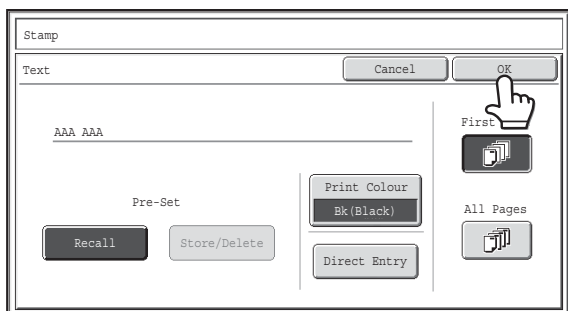 Stamp
Text
Cancel
OK
AAA AAA
First
Pre-Set
Print Colour
Bk(Black)
All Pages
Recall
Store/Delete
Direct Entry